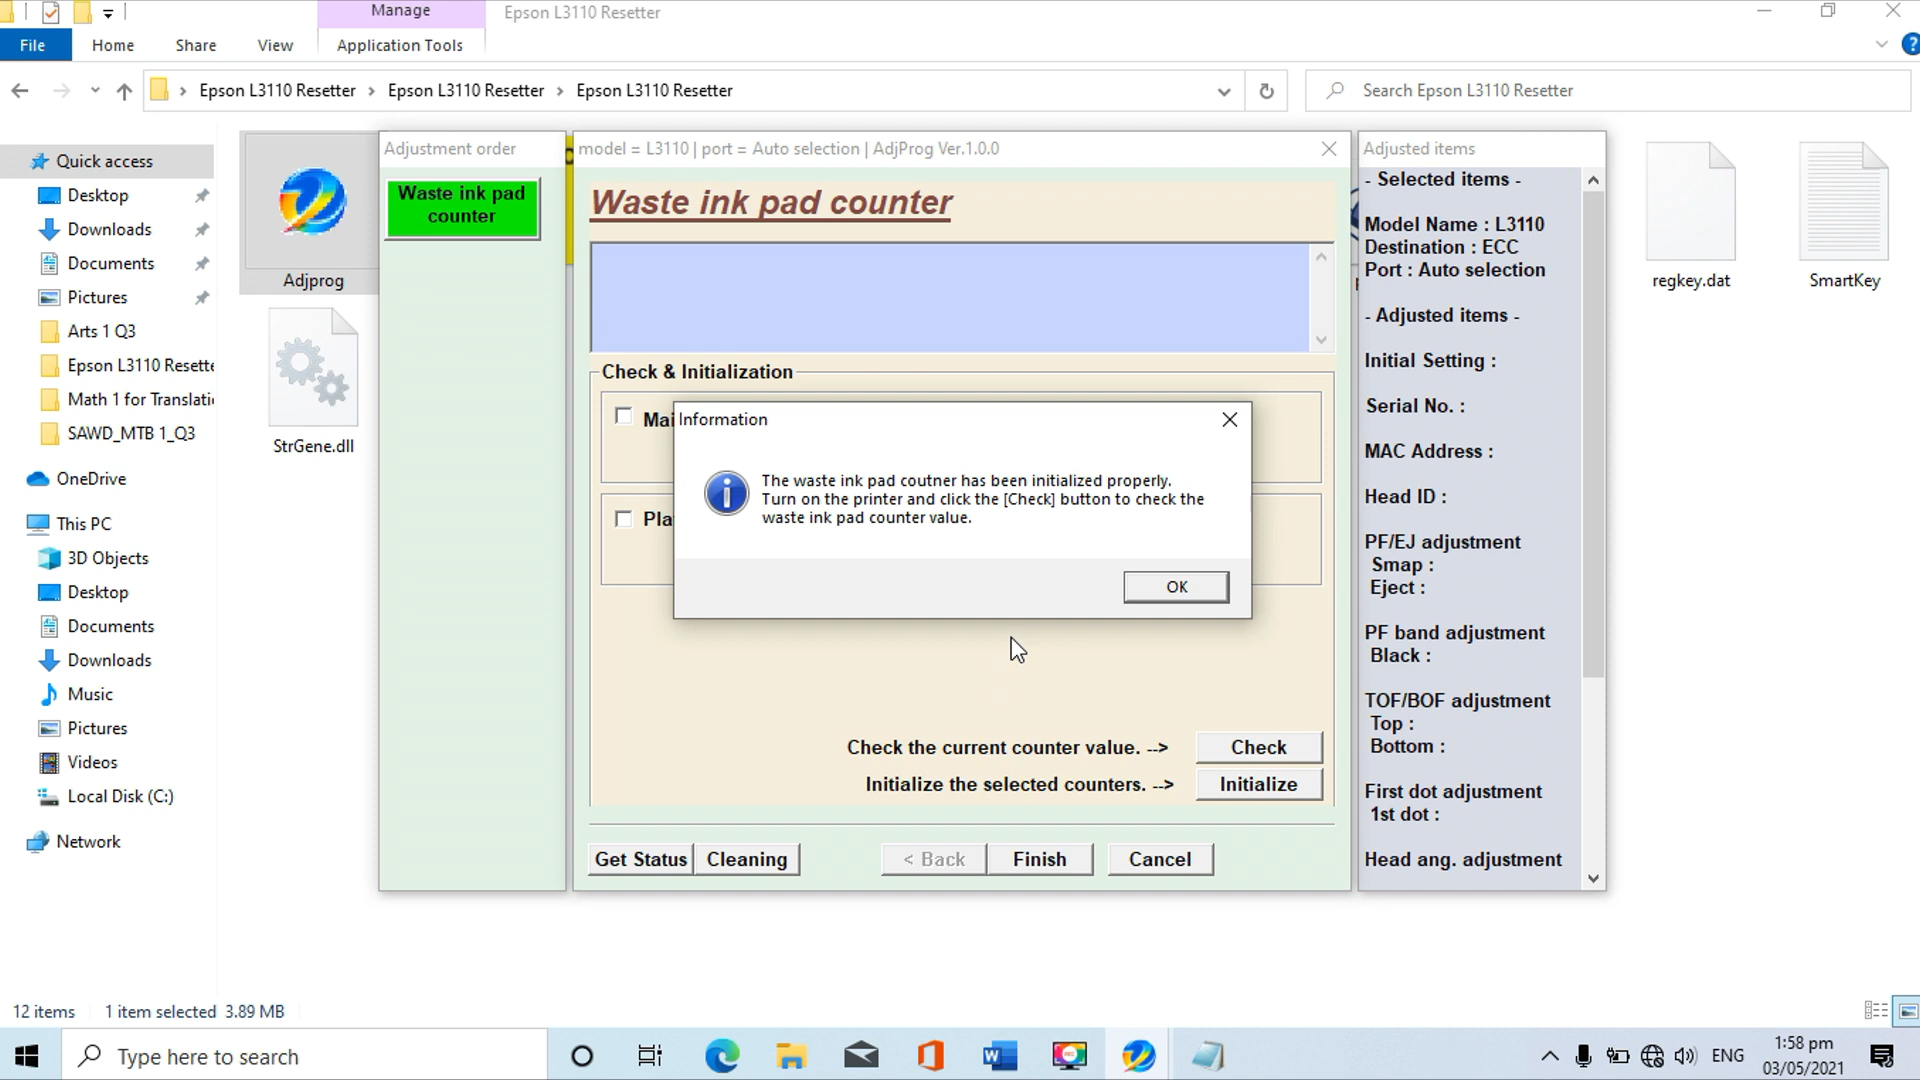 Manage
Epson L3110 Resetter
File
Home
Share
View
Application Tools
Epson L3110 Resetter > Epson L3110 Resetter > Epson L3110 Resetter
Search Epson L3110 Resetter
Quick access
Desktop
Downloads
Documents
Pictures
Arts 1 Q3
Epson L3110 Resette
Math 1 for Translati
SAWD_MTB 1_Q3
OneDrive
This PC
3D Objects
Desktop
Documents
Downloads
Music
Pictures
Videos
Local Disk (C:)
Network
Adjprog
StrGene.dll
regkey.dat
SmartKey
Adjustment order
Waste ink pad
counter
model = L3110 | port = Auto selection | AdjProg Ver.1.0.0
Waste ink pad counter
Check & Initialization
Mai
Pla
Information
The waste ink pad coutner has been initialized properly.
Turn on the printer and click the [Check] button to check the
waste ink pad counter value.
OK
Check the current counter value. -->
Check
Initialize the selected counters. -->
Initialize
Get Status
Cleaning
< Back
Finish
Cancel
Adjusted items
- Selected items -
Model Name : L3110
Destination : ECC
Port : Auto selection
- Adjusted items -
Initial Setting :
Serial No. :
MAC Address :
Head ID :
PF/EJ adjustment
Smap :
Eject :
PF band adjustment
Black :
TOF/BOF adjustment
Top :
Bottom :
First dot adjustment
1st dot :
Head ang. adjustment
12 items
1 item selected 3.89 MB
Type here to search
ENG
1:58 pm
03/05/2021